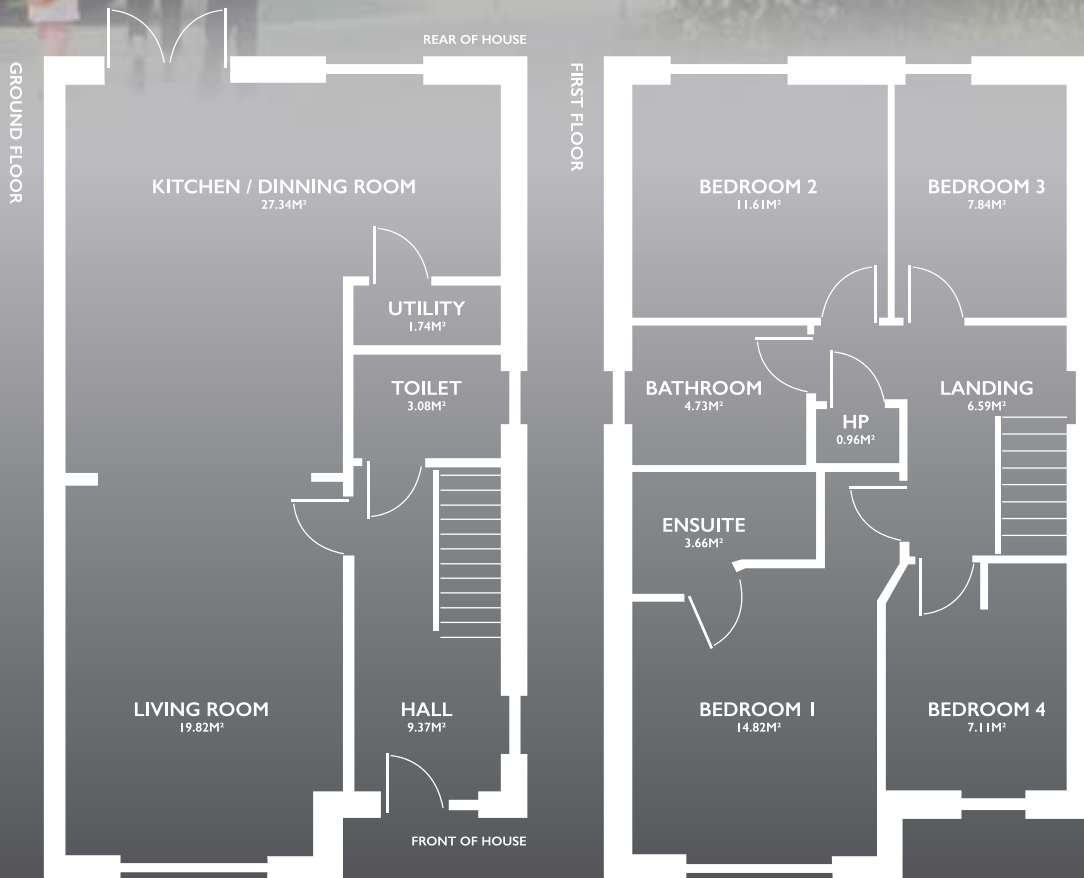 REAR OF HOUSE
GROUND FLOOR
KITCHEN / DINNING ROOM
27.34M²
UTILITY
1.74M²
TOILET
3.08M²
LIVING ROOM
19.82M²
HALL
9.37M²
FRONT OF HOUSE
FIRST FLOOR
BEDROOM 2
11.61M²
BEDROOM 3
7.84M²
BATHROOM
4.73M²
HP
0.96M²
LANDING
6.59M²
ENSUITE
3.66M²
BEDROOM 1
14.82M²
BEDROOM 4
7.11M²